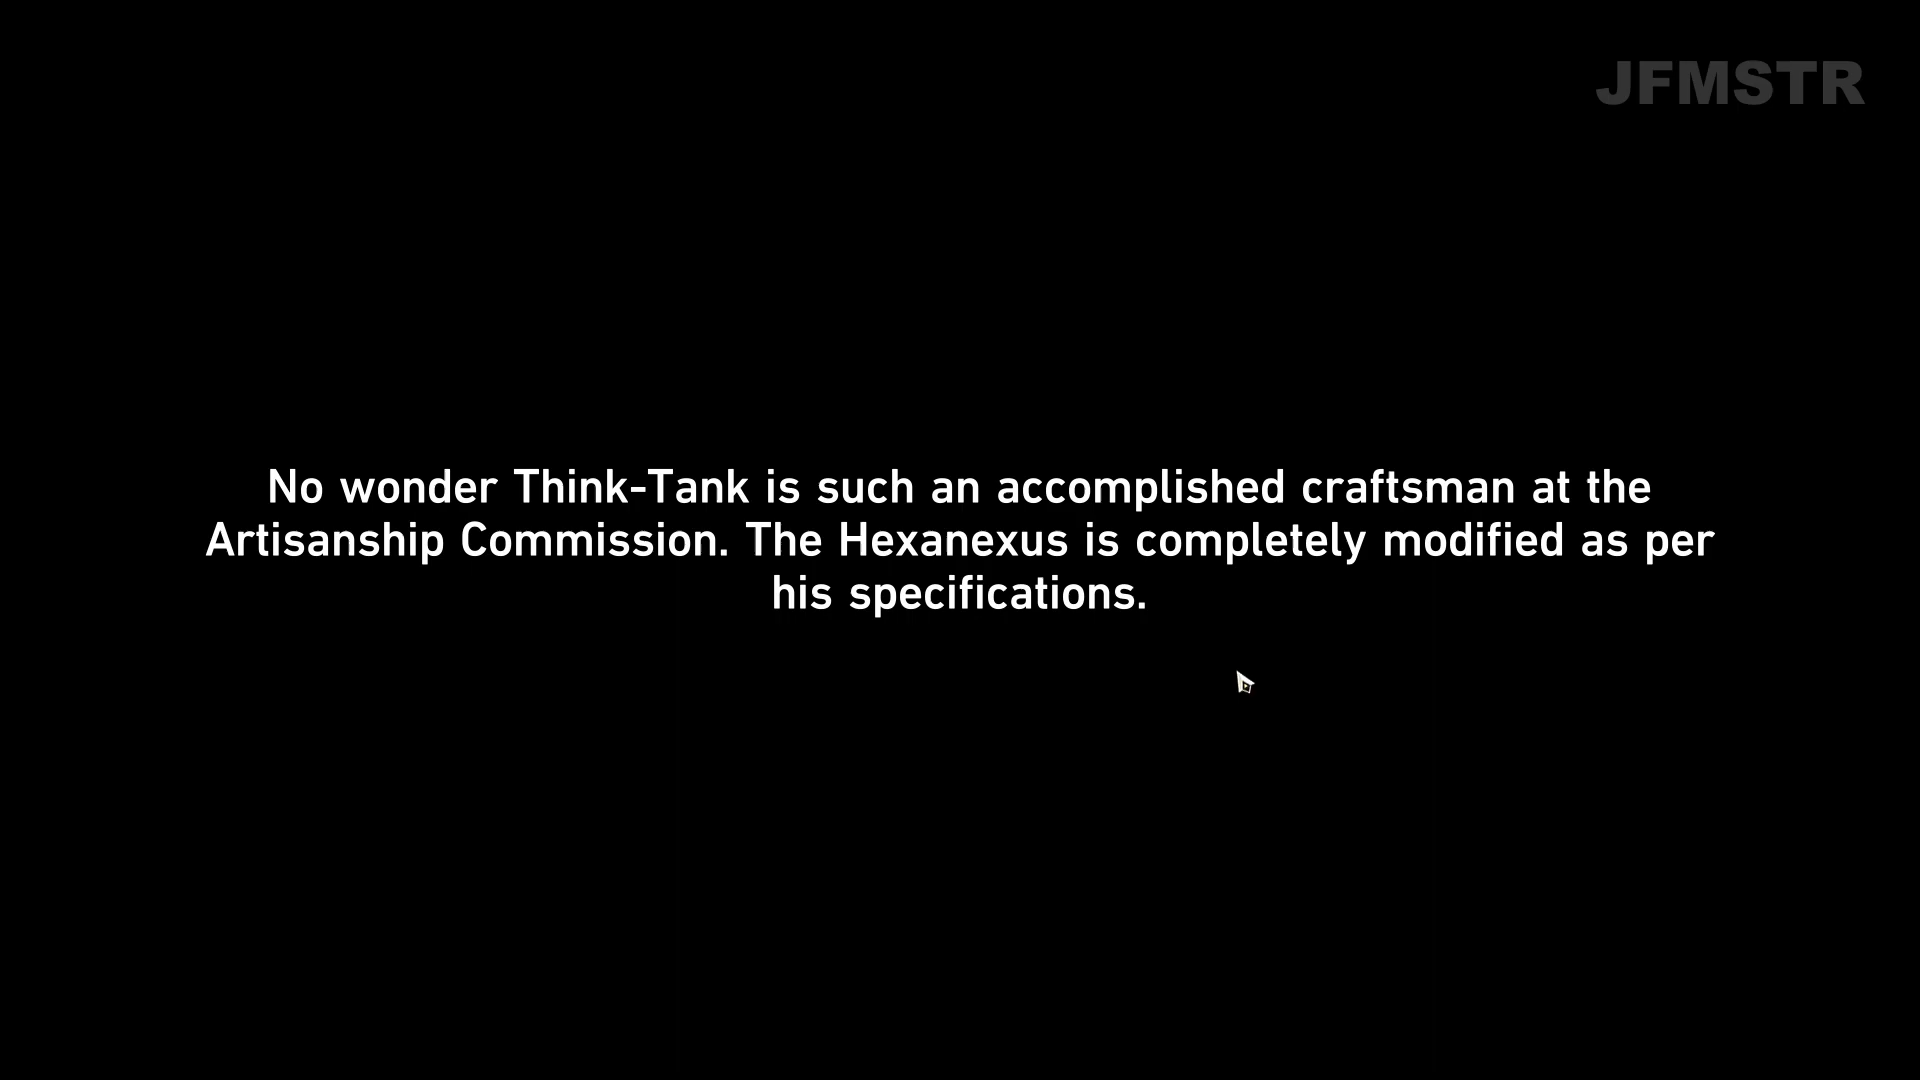 JFMSTR
No wonder Think-Tank is such an accomplished craftsman at the
Artisanship Commission. The Hexanexus is completely modified as per
his specifications.